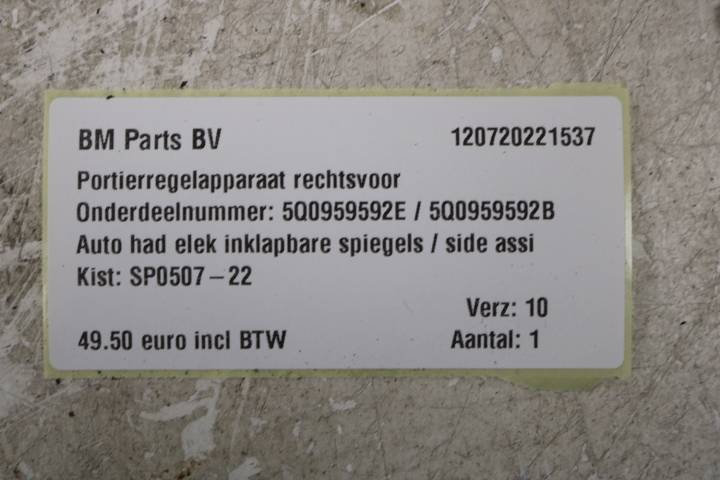 BM Parts BV 120720221537
Portierregelapparaat rechtsvoor
Onderdeelnummer: 5Q0959592E / 5Q0959592B
Auto had elek inklapbare spiegels / side assi
Kist: SP0507-22
Verz: 10
49.50 euro incl BTW Aantal: 1